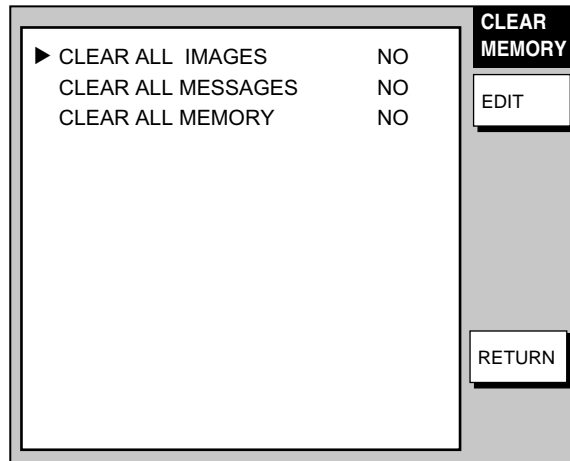 CLEAR ALL IMAGES NO
CLEAR ALL MESSAGES NO
CLEAR ALL MEMORY NO
CLEAR
MEMORY
EDIT
RETURN